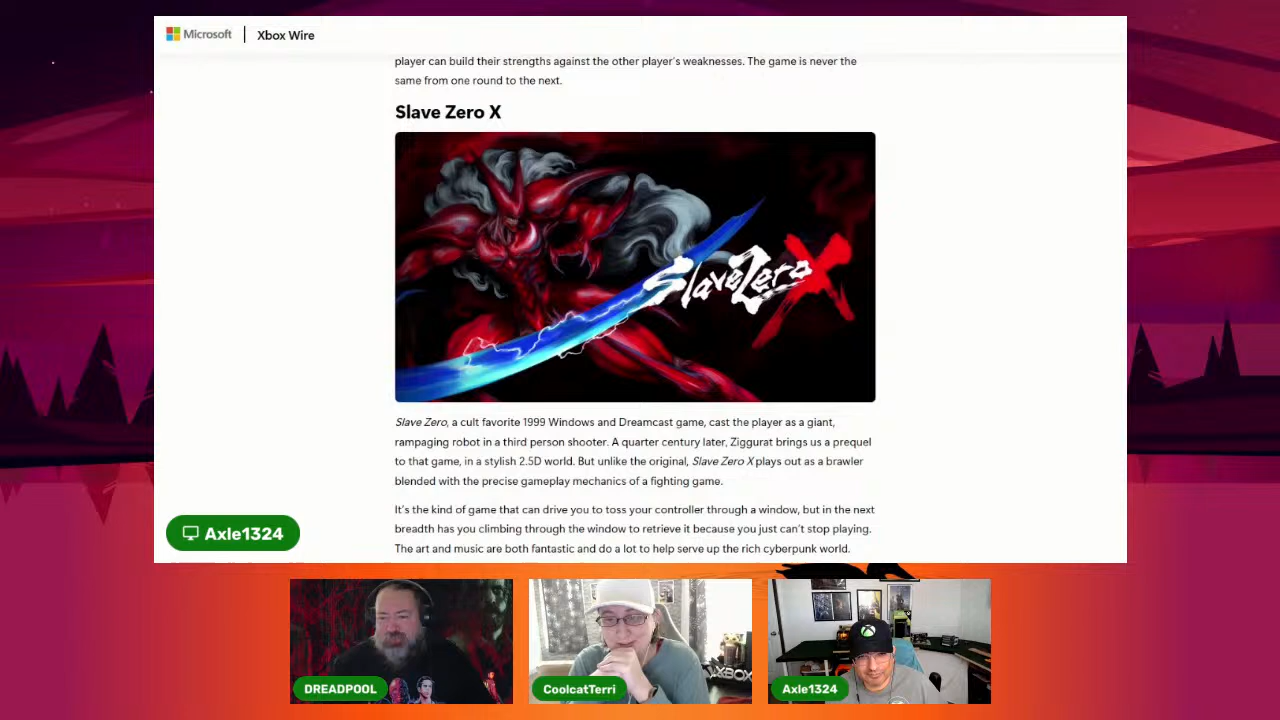 Microsoft | Xbox Wire
player can build their strengths against the other player's weaknesses. The game is never the
same from one round to the next.
Slave Zero X
Slave Zero X
Slave Zero, a cult favorite 1999 Windows and Dreamcast game, cast the player as a giant,
rampaging robot in a third person shooter. A quarter century later, Ziggurat brings us a prequel
to that game, in a stylish 2.5D world. But unlike the original, Slave Zero X plays out as a brawler
blended with the precise gameplay mechanics of a fighting game.
It's the kind of game that can drive you to toss your controller through a window, but in the next
breadth has you climbing through the window to retrieve it because you just can't stop playing.
The art and music are both fantastic and do a lot to help serve up the rich cyberpunk world.
Axle1324
XBOX
DREADPOOL
CoolcatTerri
Axle1324